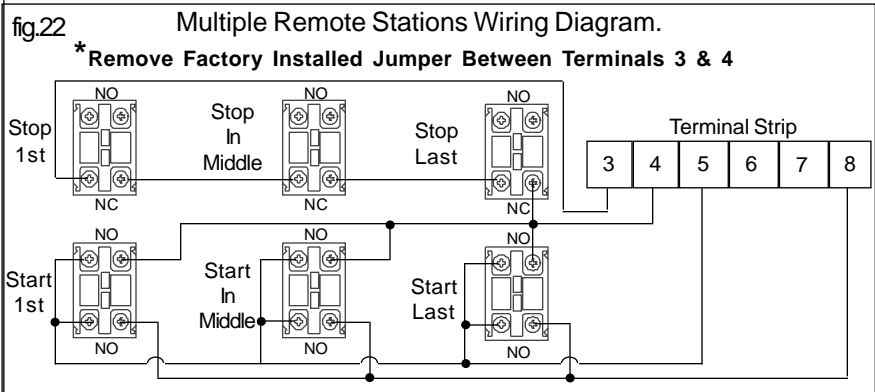 fig.22 Multiple Remote Stations Wiring Diagram.
*Remove Factory Installed Jumper Between Terminals 3 & 4
NO NO NO
Stop
1st
Stop
In
Middle
Stop
Last
Terminal Strip
3 4 5 6 7 8
NC NC NC
NO NO NO
Start
1st
Start
In
Middle
Start
Last
NO NO NO